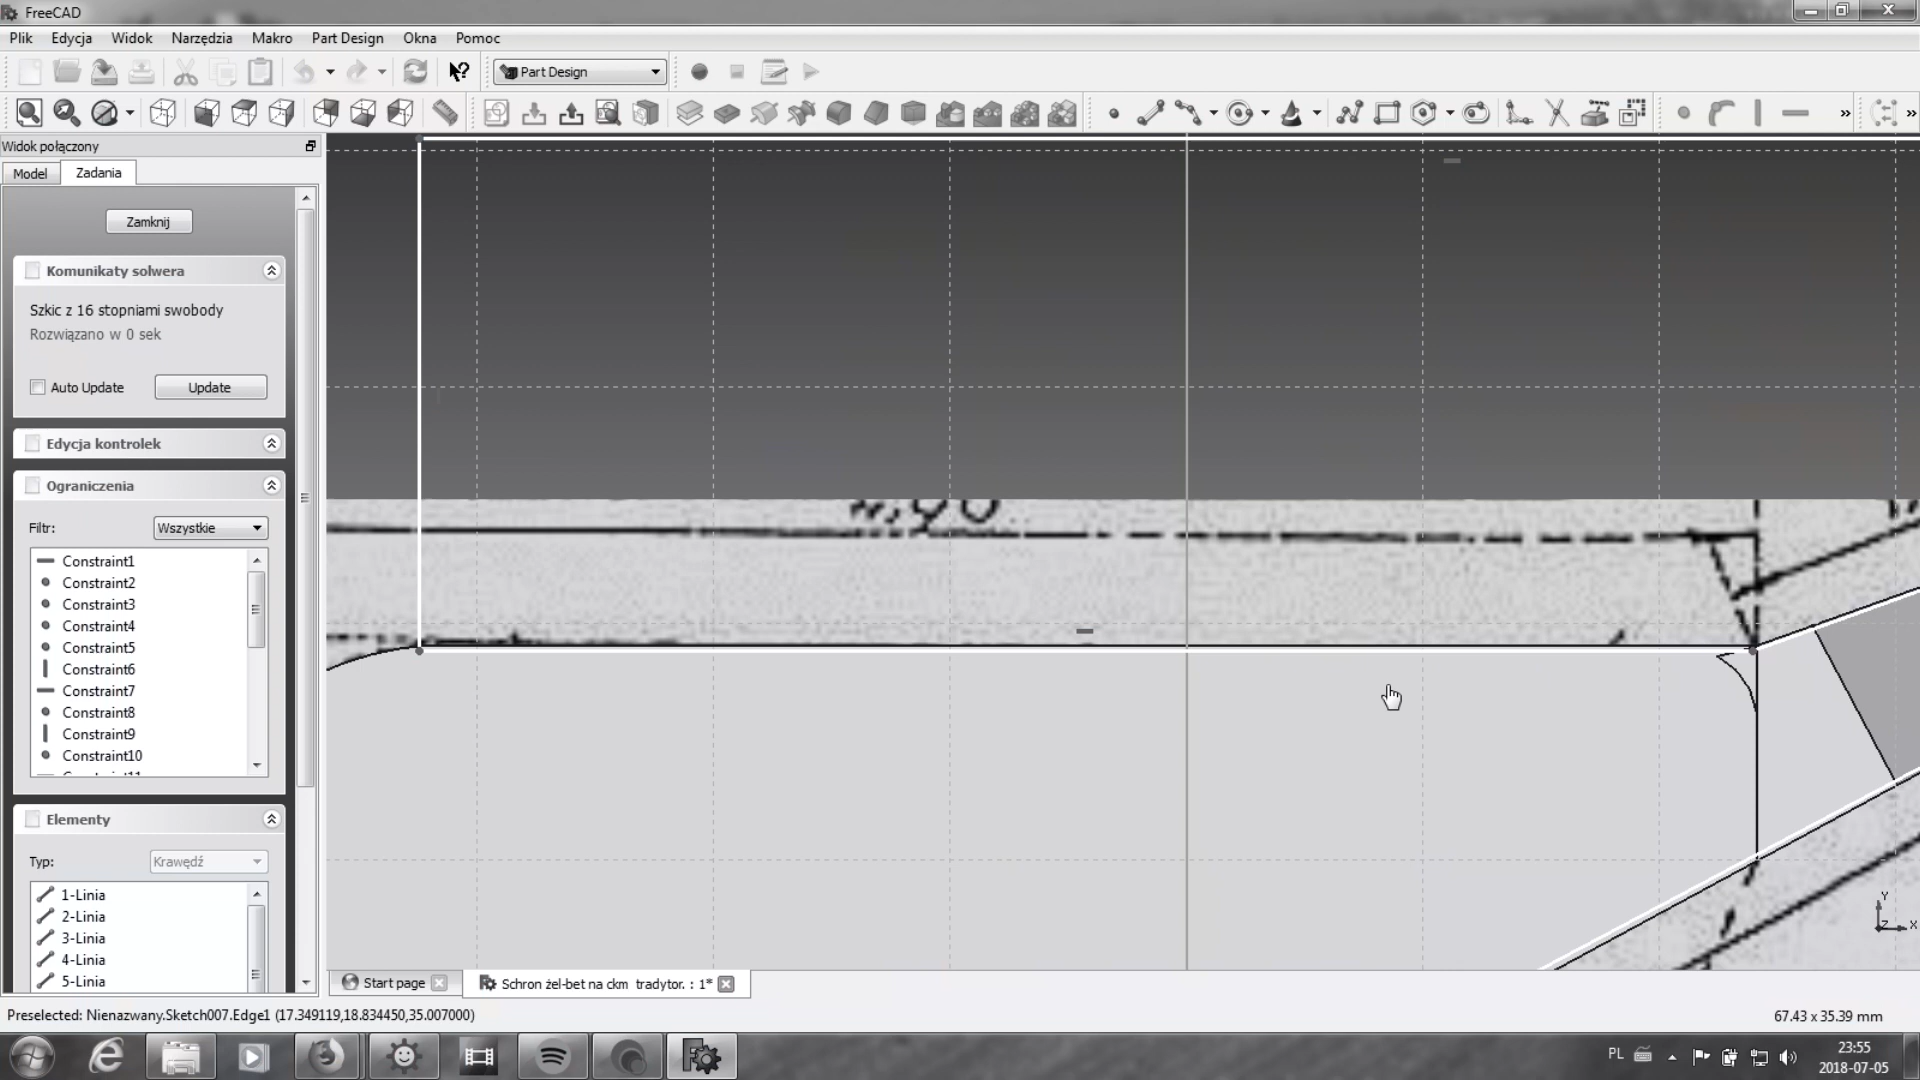 FreeCAD
Plik Edycja Widok Narzędzia Makro Part Design Okna Pomoc
Part Design
Widok połączony
Model Zadania
Zamknij
Komunikaty solwera
Szkic z 16 stopniami swobody
Rozwiązano w 0 sek
Auto Update Update
Edycja kontrolek
Ograniczenia
Filtr: Wszystkie
Constraint1
Constraint2
Constraint3
Constraint4
Constraint5
Constraint6
Constraint7
Constraint8
Constraint9
Constraint10
Elementy
Typ: Krawędź
1-Linia
2-Linia
3-Linia
4-Linia
5-Linia
Y
Z X
Start page Schron żel-bet na ckm tradytor. : 1*
Preselected: Nienazwany.Sketch007.Edge1 (17.349119,18.834450,35.007000) 67.43 x 35.39 mm
PL 23:55
2018-07-05